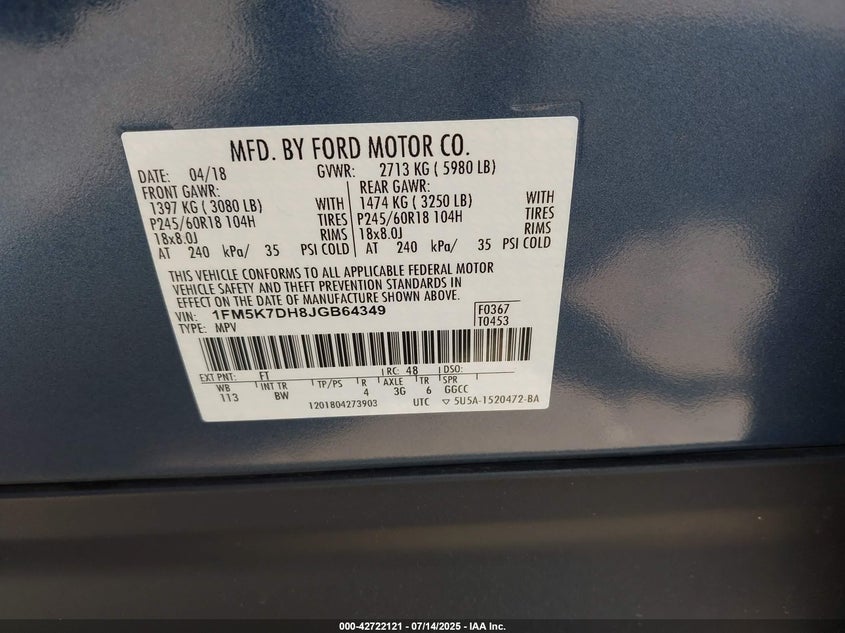 MFD. BY FORD MOTOR CO.
DATE: 04/18 GVWR: 2713 KG ( 5980 LB)
FRONT GAWR: REAR GAWR:
1397 KG ( 3080 LB) WITH 1474 KG ( 3250 LB) WITH
P245/60R18 104H TIRES P245/60R18 104H TIRES
18x8.0J RIMS 18x8.0J RIMS
AT 240 kPa/ 35 PSI COLD AT 240 kPa/ 35 PSI COLD
THIS VEHICLE CONFORMS TO ALL APPLICABLE FEDERAL MOTOR
VEHICLE SAFETY AND THEFT PREVENTION STANDARDS IN
EFFECT ON THE DATE OF MANUFACTURE SHOWN ABOVE.
VIN: 1FM5K7DH8JGB64349 F0367
TYPE: MPV T0453
EXT PNT: FT RC: 48 DSO:
WB INT TR TP/PS R AXLE TR SPR
113 BW 4 3G 6 GGCC
1201804273903 UTC ▽ 5U5A-1520472-BA
000-42722121 - 07/14/2025 - IAA Inc.